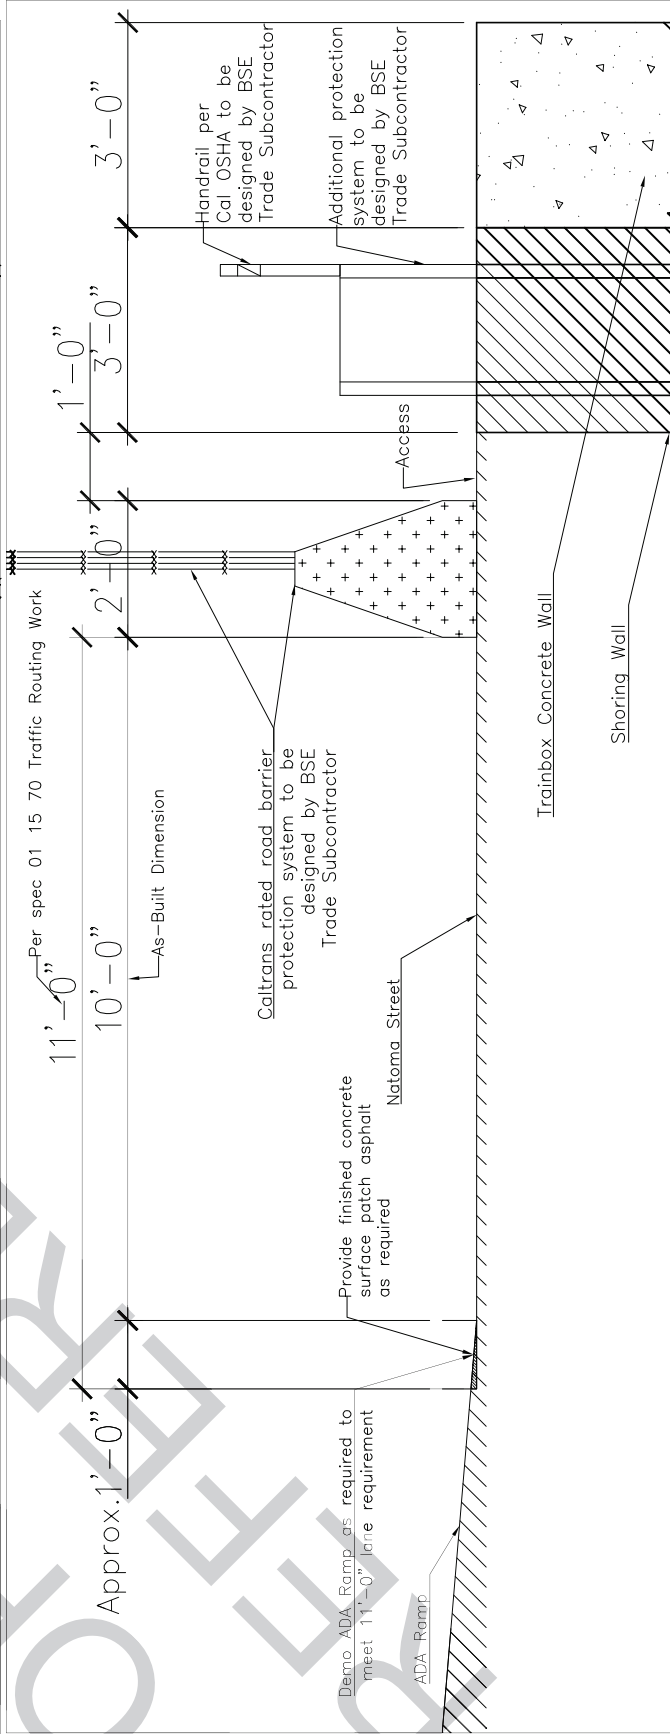 Approx.1'-0"
11'-0"
Per spec 01 15 70 Traffic Routing Work
10'-0"
As-Built Dimension
2'-0"
1'-0"
3'-0"
3'-0"
Handrail per
Cal OSHA to be
designed by BSE
Trade Subcontractor
Additional protection
system to be
designed by BSE
Trade Subcontractor
Caltrans rated road barrier
protection system to be
designed by BSE
Trade Subcontractor
Access
Natoma Street
Provide finished concrete
surface patch asphalt
as required
Demo ADA Ramp as required to
meet 11'-0" lane requirement
ADA Ramp
Trainbox Concrete Wall
Shoring Wall